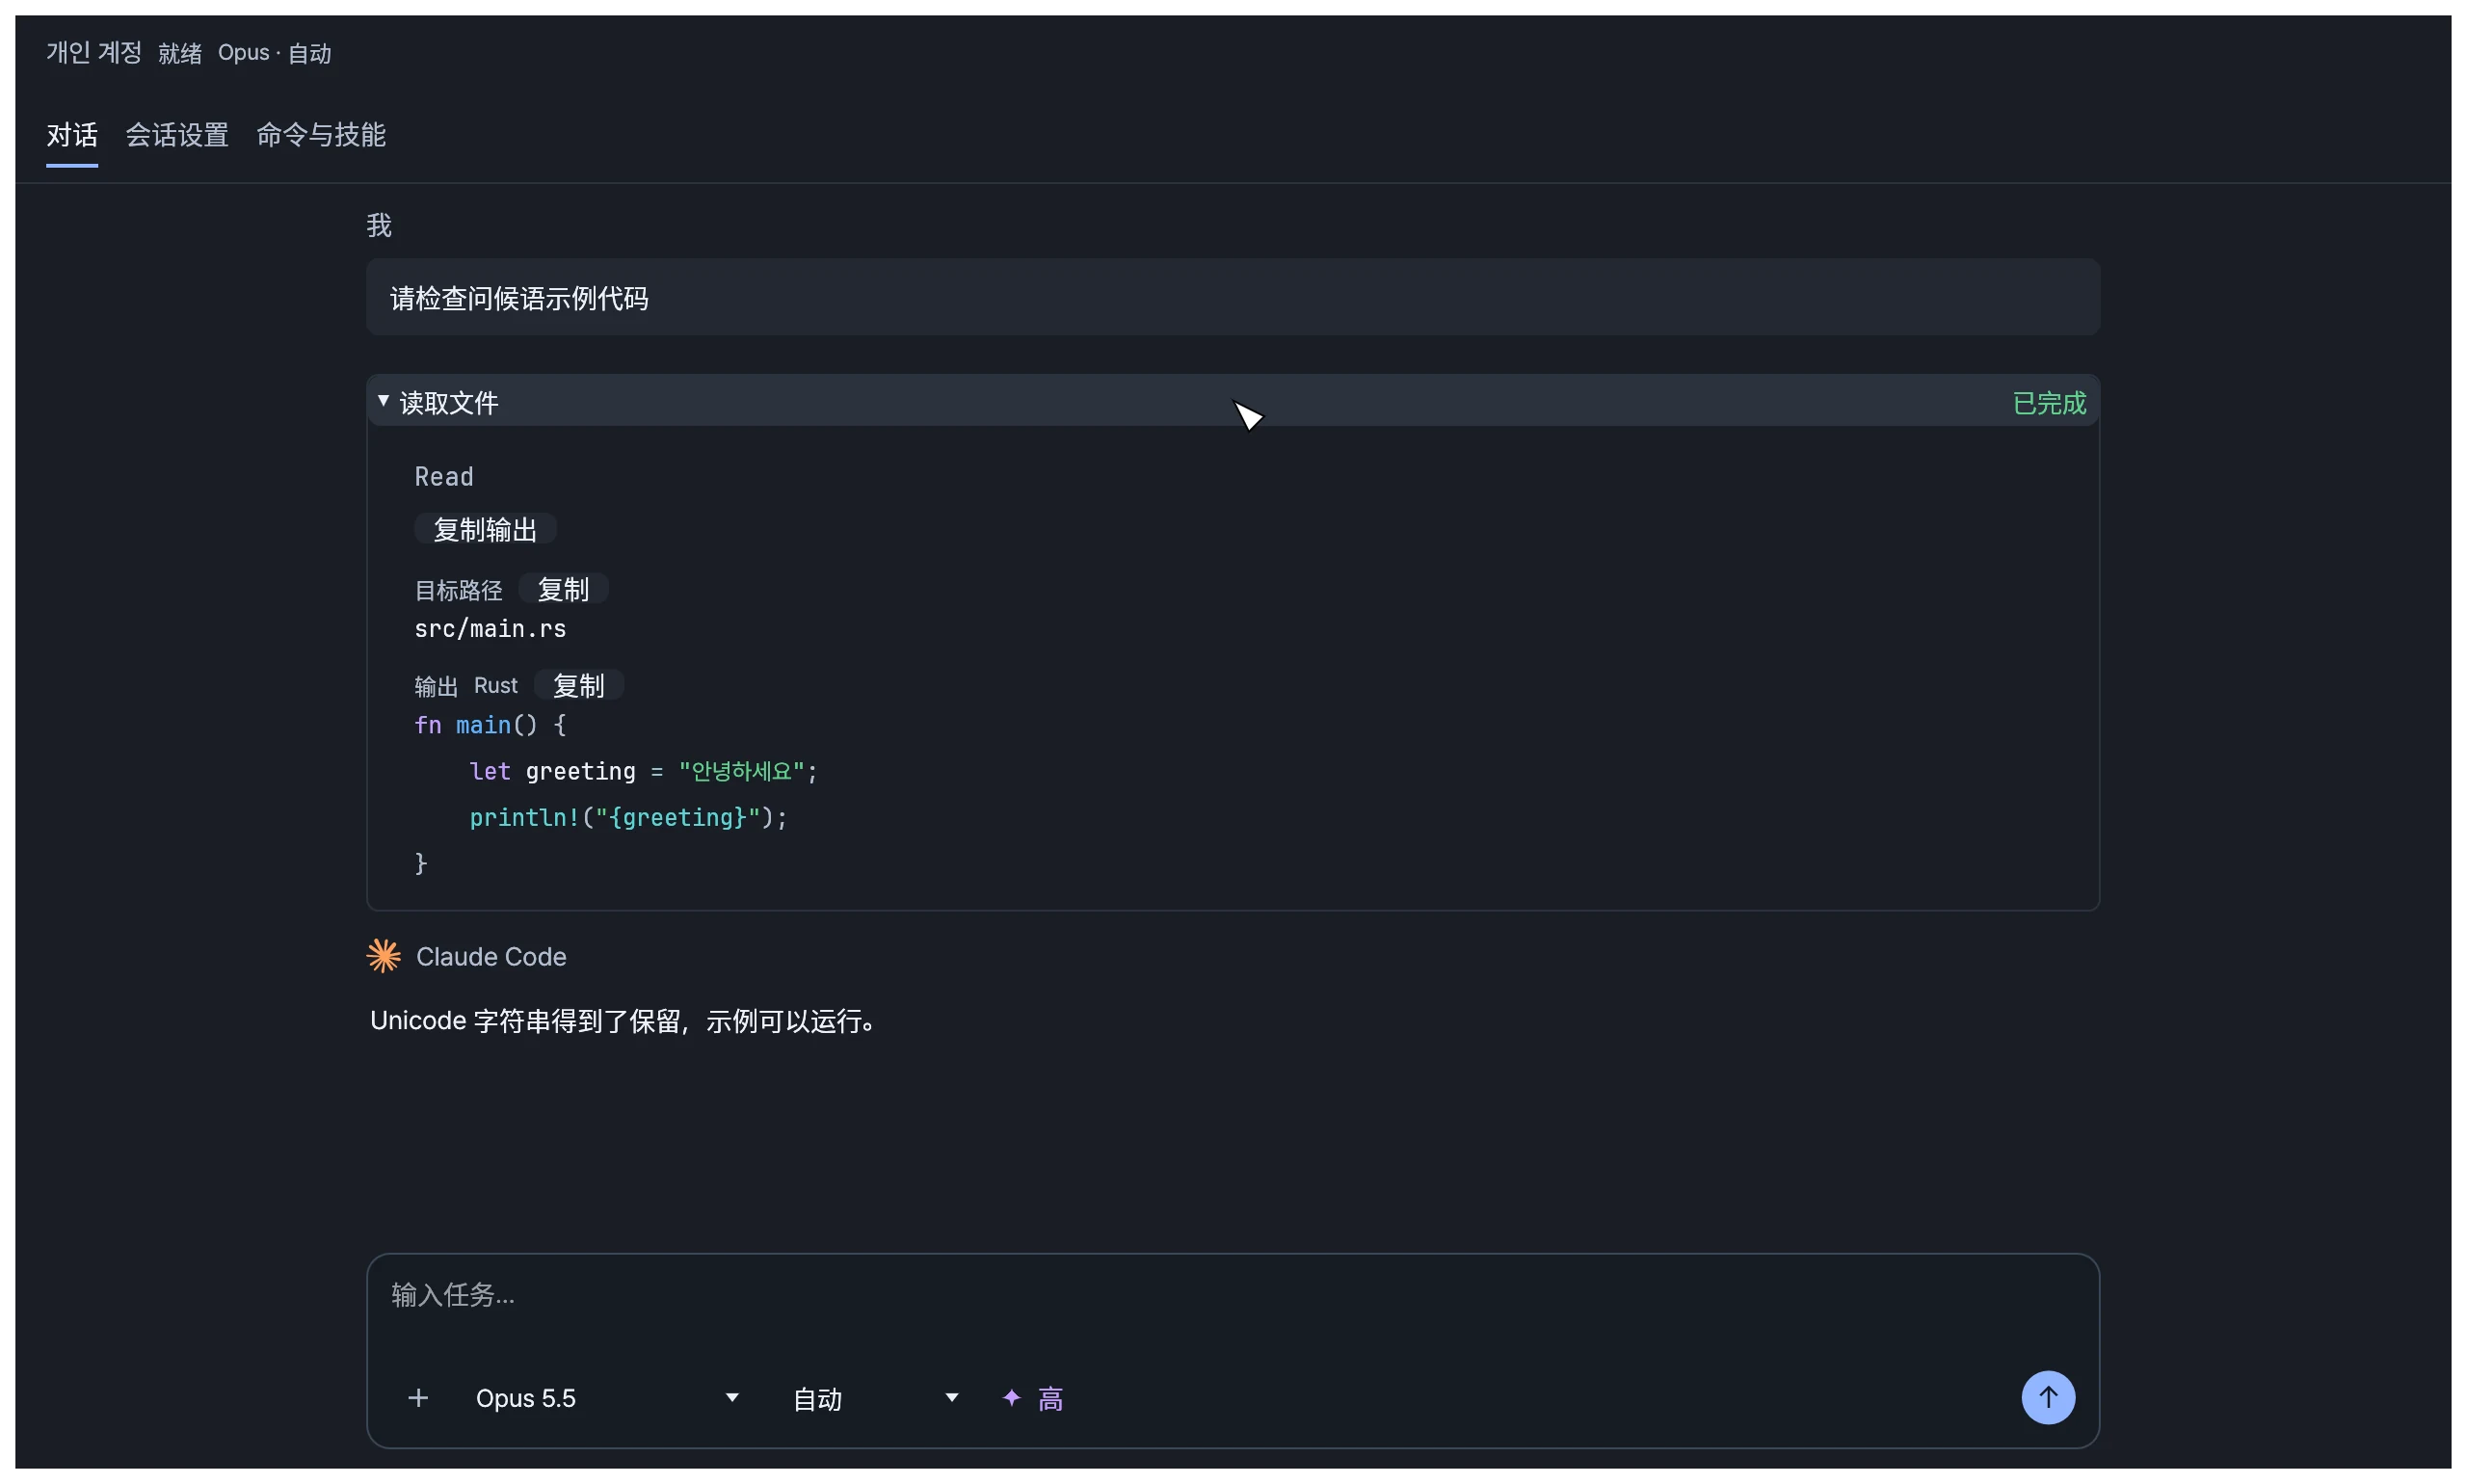 개인 계정 就绪 Opus · 自动
对话 会话设置 命令与技能
我
请检查问候语示例代码
▼ 读取文件 已完成
Read
复制输出
目标路径 复制
src/main.rs
输出 Rust 复制
fn main() {
    let greeting = "안녕하세요";
    println!("{greeting}");
}
Claude Code
Unicode 字符串得到了保留，示例可以运行。
输入任务...
+ Opus 5.5 ▼ 自动 ▼ ✦ 高 ↑